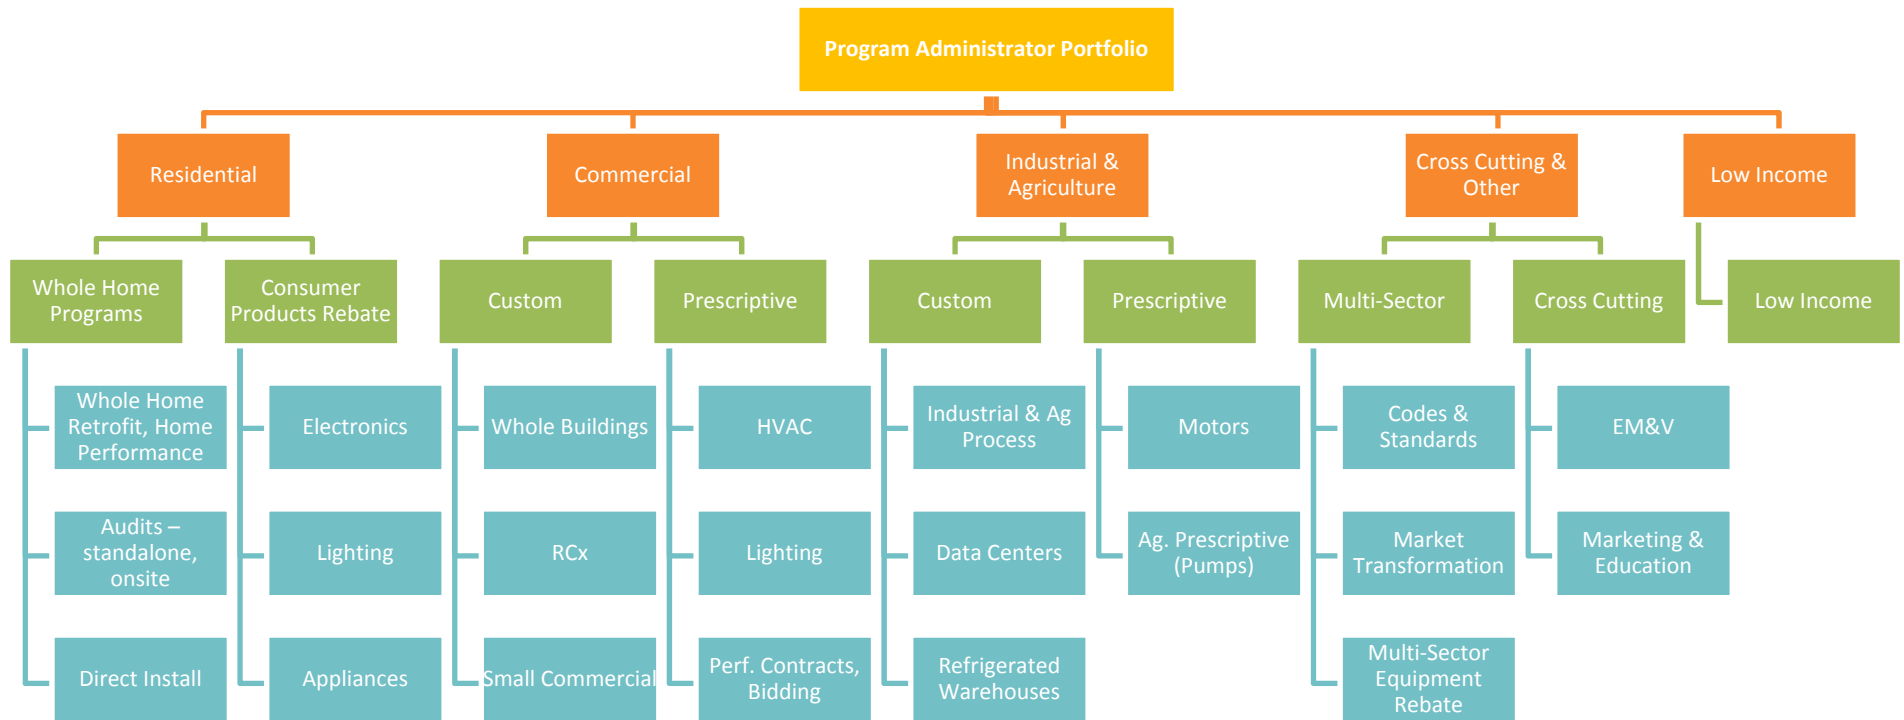 Program Administrator Portfolio
Residential
Commercial
Industrial &
Agriculture
Cross Cutting &
Other
Low Income
Whole Home
Programs
Consumer
Products Rebate
Custom
Prescriptive
Custom
Prescriptive
Multi-Sector
Cross Cutting
Low Income
Whole Home
Retrofit, Home
Performance
Electronics
Whole Buildings
HVAC
Industrial & Ag
Process
Motors
Codes &
Standards
EM&V
Audits –
standalone,
onsite
Lighting
RCx
Lighting
Data Centers
Ag. Prescriptive
(Pumps)
Market
Transformation
Marketing &
Education
Direct Install
Appliances
Small Commercial
Perf. Contracts,
Bidding
Refrigerated
Warehouses
Multi-Sector
Equipment
Rebate